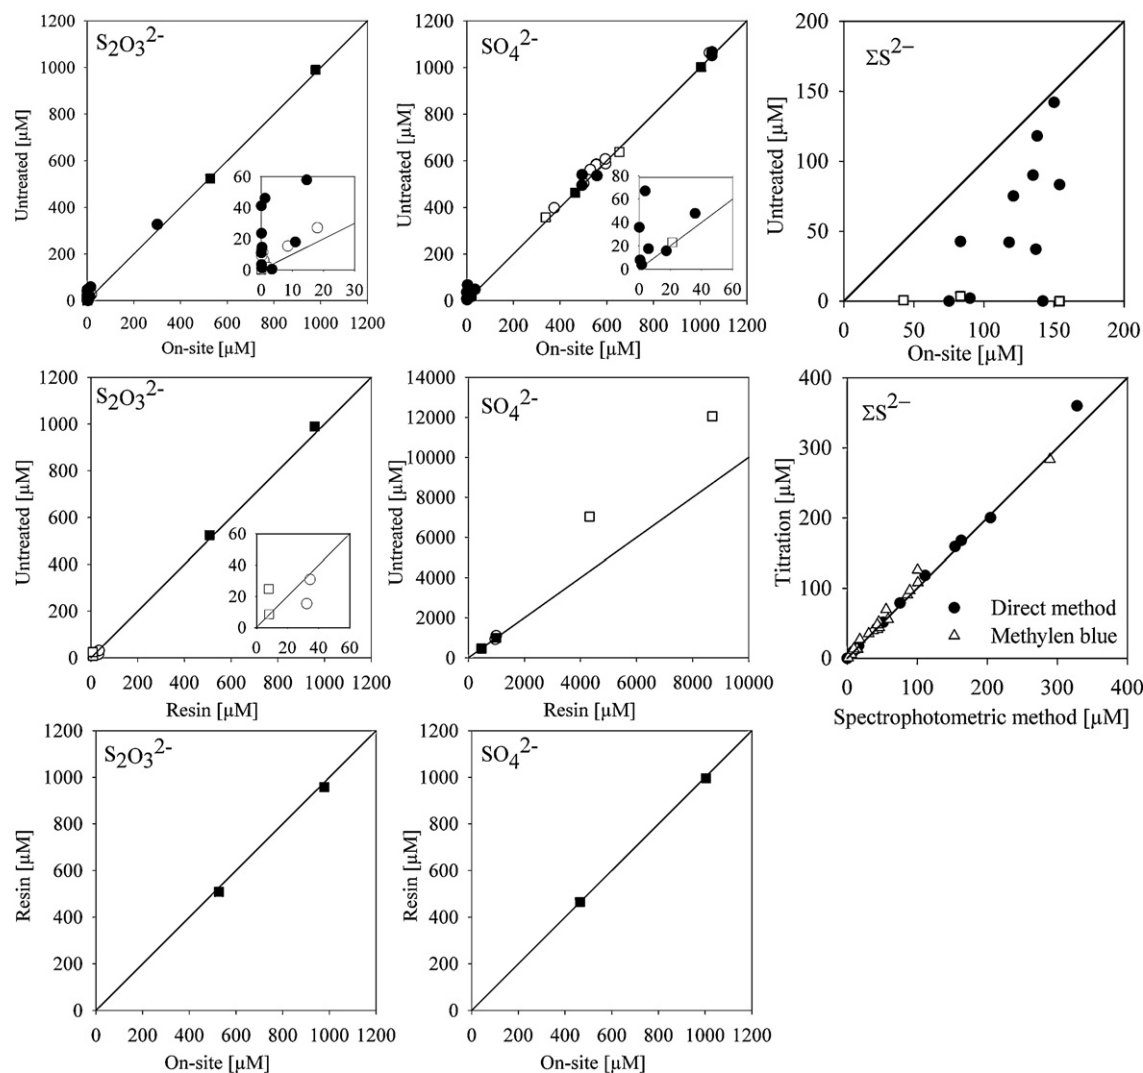 S₂O₃²⁻
Untreated [µM]
1200
1000
800
600
400
200
0
60
40
20
0
0 10 20 30
0 200 400 600 800 1000 1200
On-site [µM]
SO₄²⁻
Untreated [µM]
1200
1000
800
600
400
200
0
80
60
40
20
0
0 20 40 60
0 200 400 600 800 1000 1200
On-site [µM]
ΣS²⁻
Untreated [µM]
200
150
100
50
0
0 50 100 150 200
On-site [µM]
S₂O₃²⁻
Untreated [µM]
1200
1000
800
600
400
200
0
60
40
20
0
0 20 40 60
0 200 400 600 800 1000 1200
Resin [µM]
SO₄²⁻
Untreated [µM]
14000
12000
10000
8000
6000
4000
2000
0
0 2000 4000 6000 8000 10000
Resin [µM]
ΣS²⁻
Titration [µM]
400
300
200
100
0
Direct method
Methylen blue
0 100 200 300 400
Spectrophotometric method [µM]
S₂O₃²⁻
Resin [µM]
1200
1000
800
600
400
200
0
0 200 400 600 800 1000 1200
On-site [µM]
SO₄²⁻
Resin [µM]
1200
1000
800
600
400
200
0
0 200 400 600 800 1000 1200
On-site [µM]